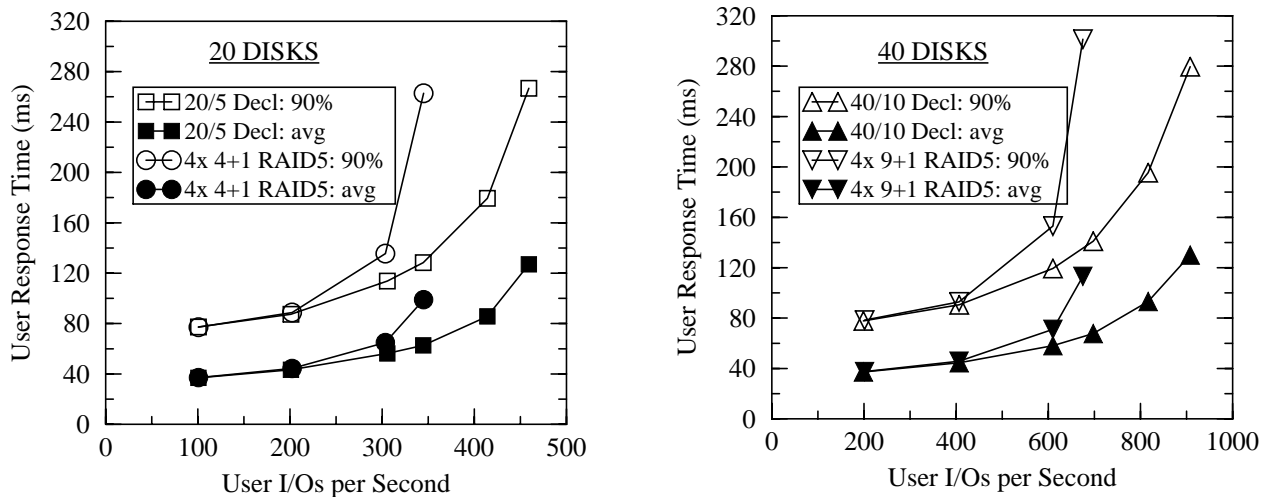 20 DISKS
20/5 Decl: 90%
20/5 Decl: avg
4x 4+1 RAID5: 90%
4x 4+1 RAID5: avg
320
280
240
200
160
120
80
40
0
User Response Time (ms)
100 200 300 400 500
User I/Os per Second
40 DISKS
40/10 Decl: 90%
40/10 Decl: avg
4x 9+1 RAID5: 90%
4x 9+1 RAID5: avg
320
280
240
200
160
120
80
40
0
User Response Time (ms)
0 200 400 600 800 1000
User I/Os per Second